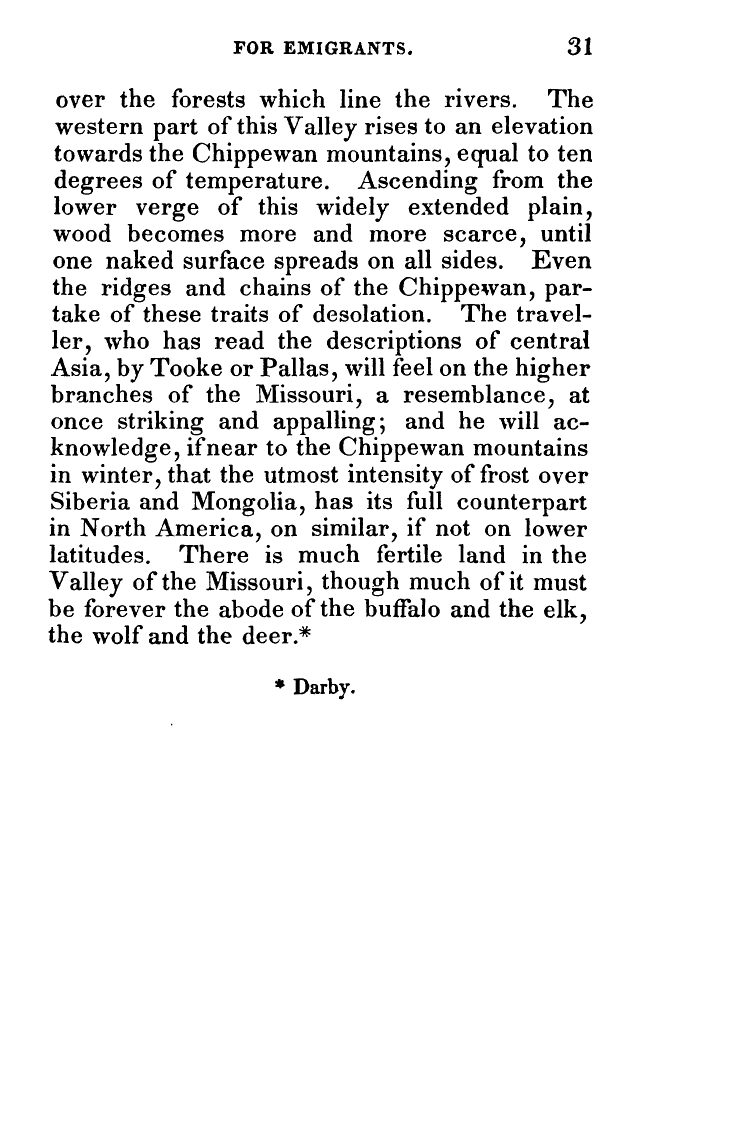 FOR EMIGRANTS. 31
over the forests which line the rivers. The
western part of this Valley rises to an elevation
towards the Chippewan mountains, equal to ten
degrees of temperature. Ascending from the
lower verge of this widely extended plain,
wood becomes more and more scarce, until
one naked surface spreads on all sides. Even
the ridges and chains of the Chippewan, par-
take of these traits of desolation. The travel-
ler, who has read the descriptions of central
Asia, by Tooke or Pallas, will feel on the higher
branches of the Missouri, a resemblance, at
once striking and appalling; and he will ac-
knowledge, if near to the Chippewan mountains
in winter, that the utmost intensity of frost over
Siberia and Mongolia, has its full counterpart
in North America, on similar, if not on lower
latitudes. There is much fertile land in the
Valley of the Missouri, though much of it must
be forever the abode of the buffalo and the elk,
the wolf and the deer.*
* Darby.